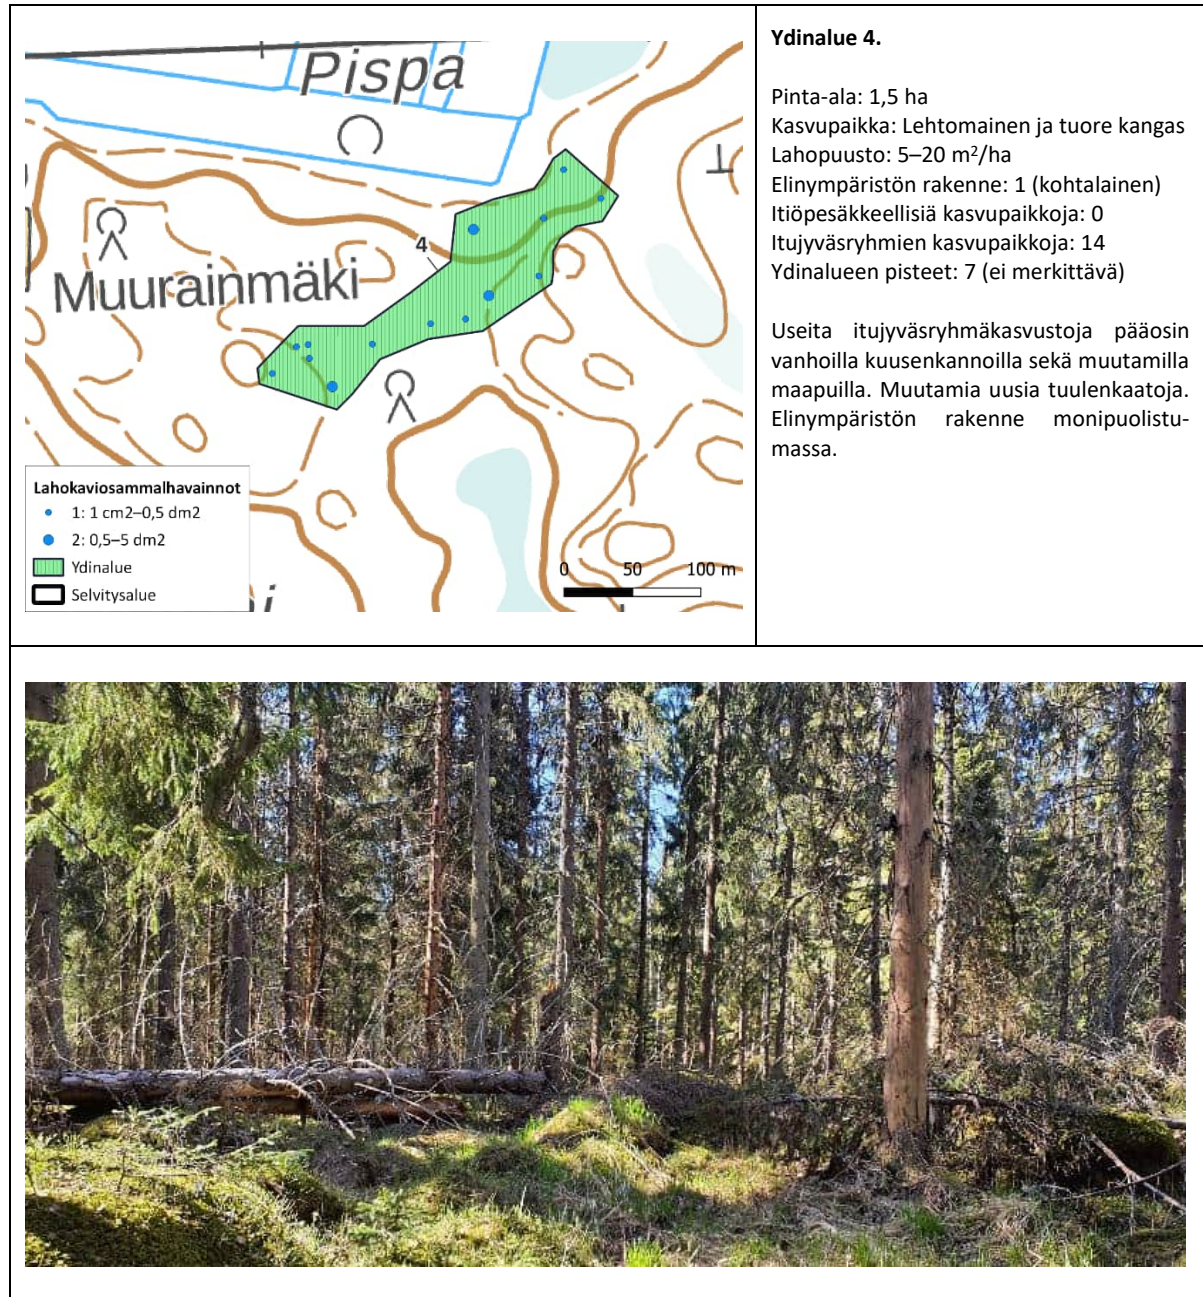 Pispa
Muurainmäki
4
Lahokaviosammalhavainnot
1: 1 cm2–0,5 dm2
2: 0,5–5 dm2
Ydinalue
Selvitysalue
0 50 100 m
Ydinalue 4.
Pinta-ala: 1,5 ha
Kasvupaikka: Lehtomainen ja tuore kangas
Lahopuusto: 5–20 m²/ha
Elinympäristön rakenne: 1 (kohtalainen)
Itiöpesäkkeellisiä kasvupaikkoja: 0
Itujyväsryhmien kasvupaikkoja: 14
Ydinalueen pisteet: 7 (ei merkittävä)
Useita itujyväsryhmäkasvustoja pääosin
vanhoilla kuusenkannoilla sekä muutamilla
maapuilla. Muutamia uusia tuulenkaatoja.
Elinympäristön rakenne monipuolistu-
massa.